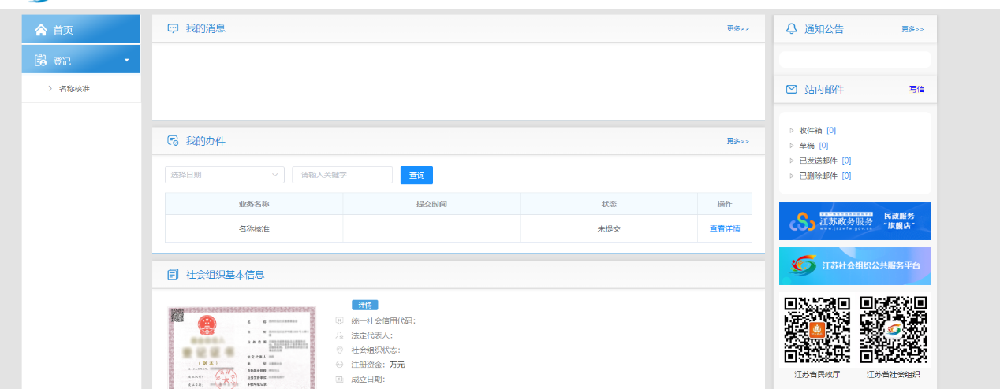 首页
登记
名称核准
我的消息
更多>>
我的办件
更多>>
选择日期
请输入关键字
查询
业务名称 提交时间 状态 操作
名称核准 未提交 查看详情
社会组织基本信息
登记证书
(副本)
详情
统一社会信用代码:
法定代表人:
社会组织状态:
注册资金: 万元
成立日期:
通知公告
更多>>
站内邮件
写信
收件箱 [0]
草稿 [0]
已发送邮件 [0]
已删除邮件 [0]
江苏政务服务
www.jszwfw.gov.cn
民政服务
"旗舰店"
江苏社会组织公共服务平台
江苏省民政厅
江苏省社会组织